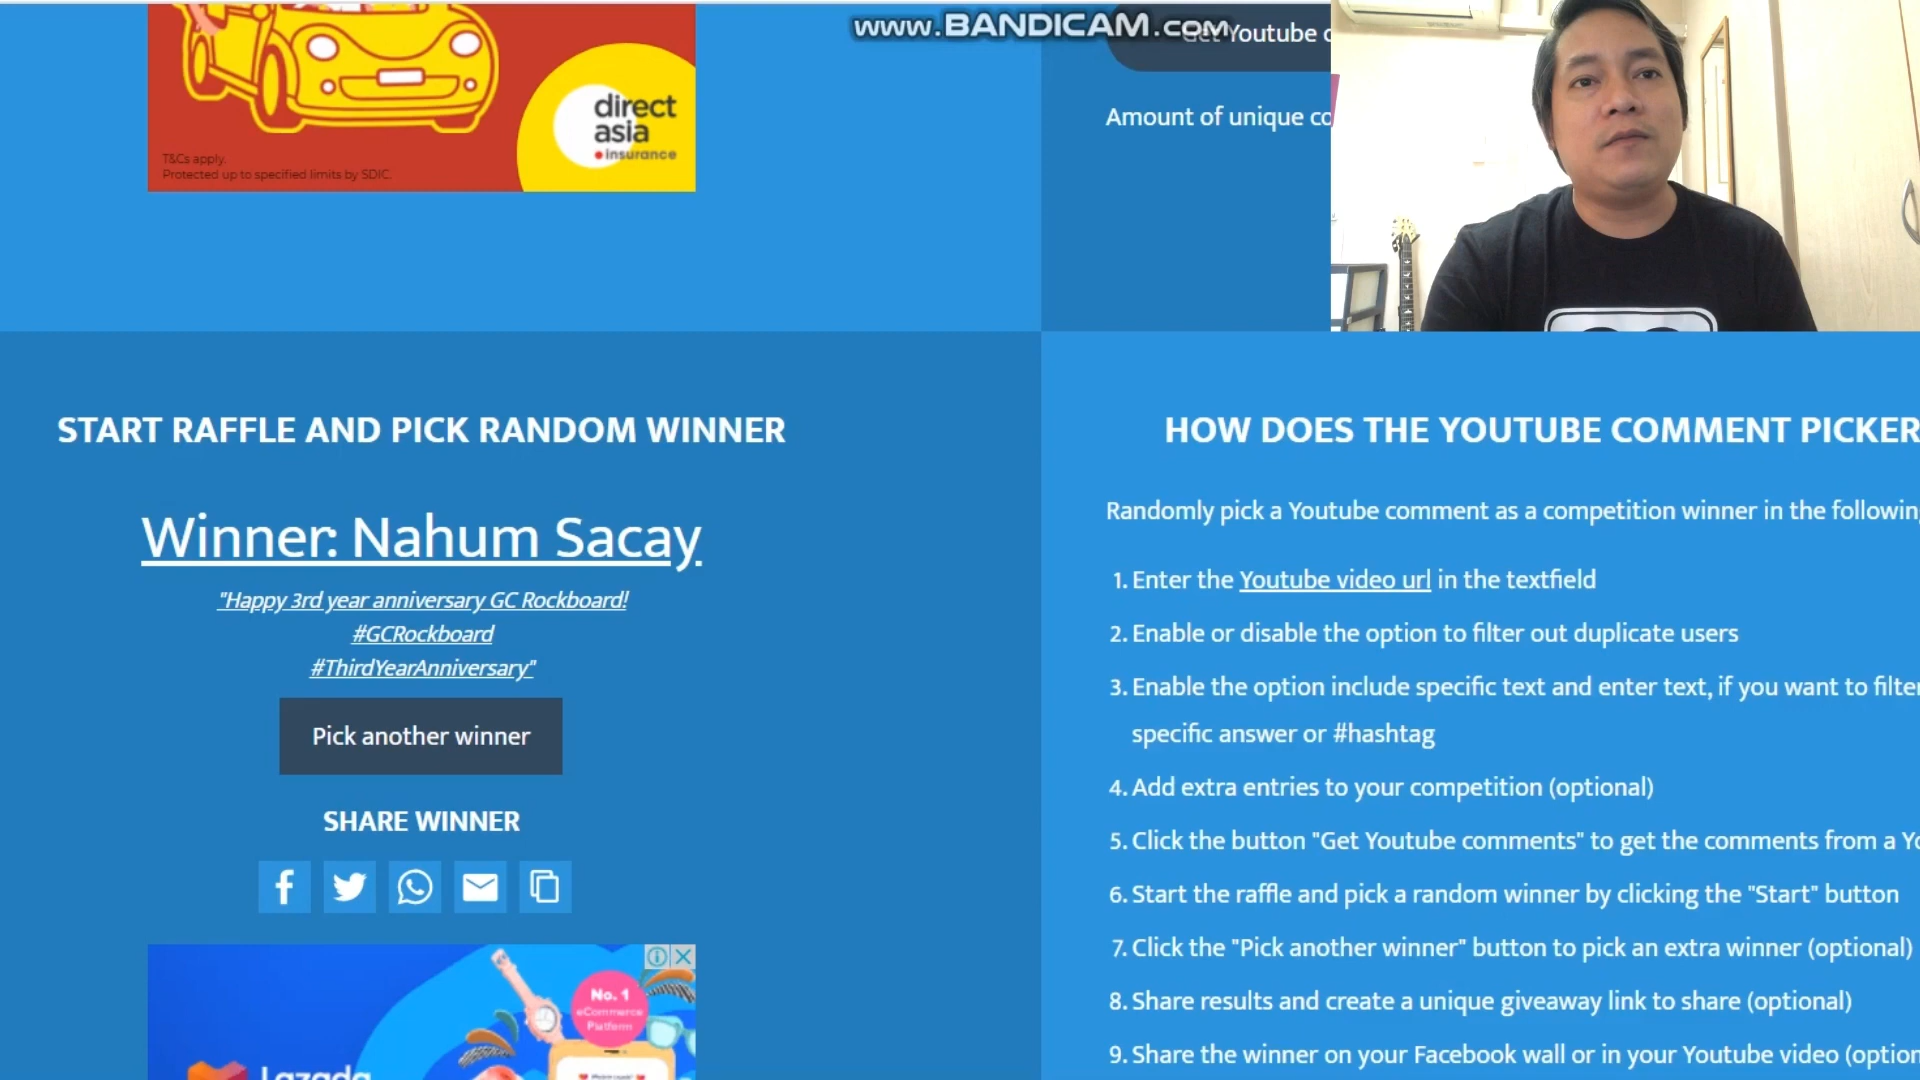 www.BANDICAM.com
direct
asia
insurance
T&Cs apply.
Protected up to specified limits by SDIC.
Youtube
Amount of unique
START RAFFLE AND PICK RANDOM WINNER
Winner: Nahum Sacay
"Happy 3rd year anniversary GC Rockboard!
#GCRockboard
#ThirdYearAnniversary"
Pick another winner
SHARE WINNER
No. 1
eCommerce
Platform
Lazada
HOW DOES THE YOUTUBE COMMENT PICKER
Randomly pick a Youtube comment as a competition winner in the following
1. Enter the Youtube video url in the textfield
2. Enable or disable the option to filter out duplicate users
3. Enable the option include specific text and enter text, if you want to filter
specific answer or #hashtag
4. Add extra entries to your competition (optional)
5. Click the button "Get Youtube comments" to get the comments from a
6. Start the raffle and pick a random winner by clicking the "Start" button
7. Click the "Pick another winner" button to pick an extra winner (optional)
8. Share results and create a unique giveaway link to share (optional)
9. Share the winner on your Facebook wall or in your Youtube video